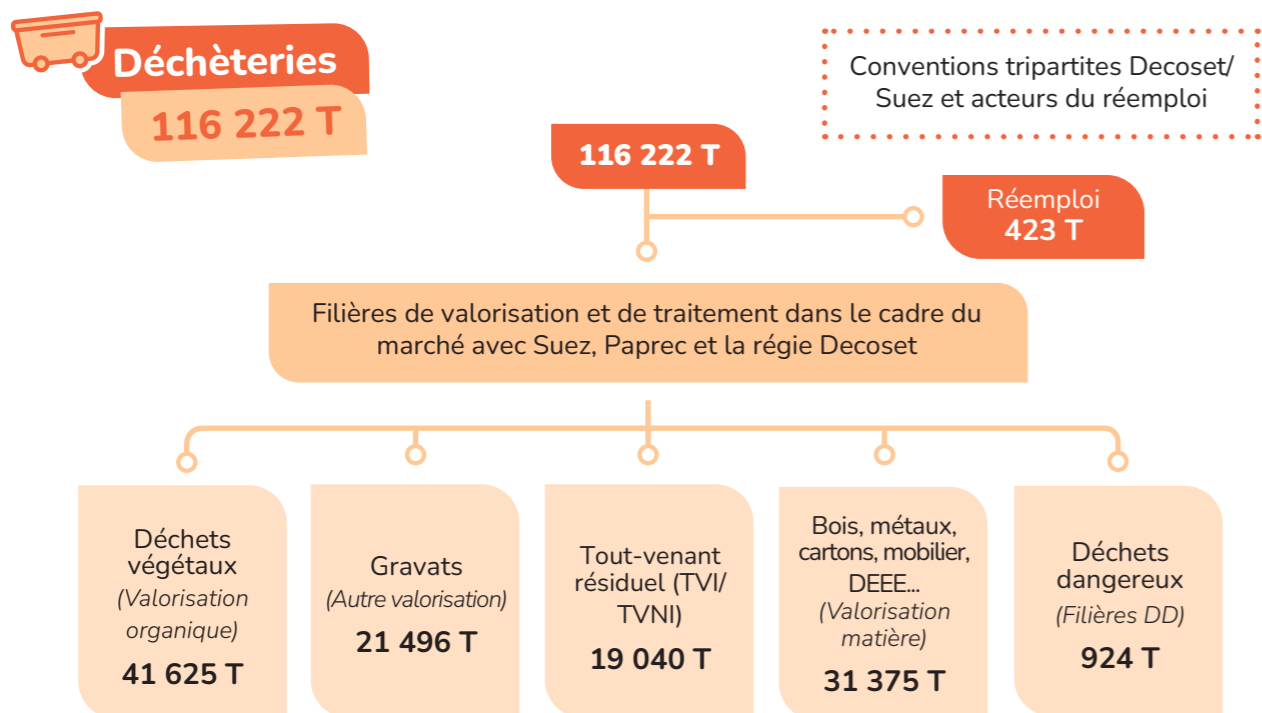 Déchèteries
116 222 T
Conventions tripartites Decoset/
Suez et acteurs du réemploi
116 222 T
Réemploi
423 T
Filières de valorisation et de traitement dans le cadre du
marché avec Suez, Paprec et la régie Decoset
Déchets
végétaux
(Valorisation
organique)
41 625 T
Gravats
(Autre valorisation)
21 496 T
Tout-venant
résiduel (TVI/
TVNI)
19 040 T
Bois, métaux,
cartons, mobilier,
DEEE...
(Valorisation
matière)
31 375 T
Déchets
dangereux
(Filières DD)
924 T